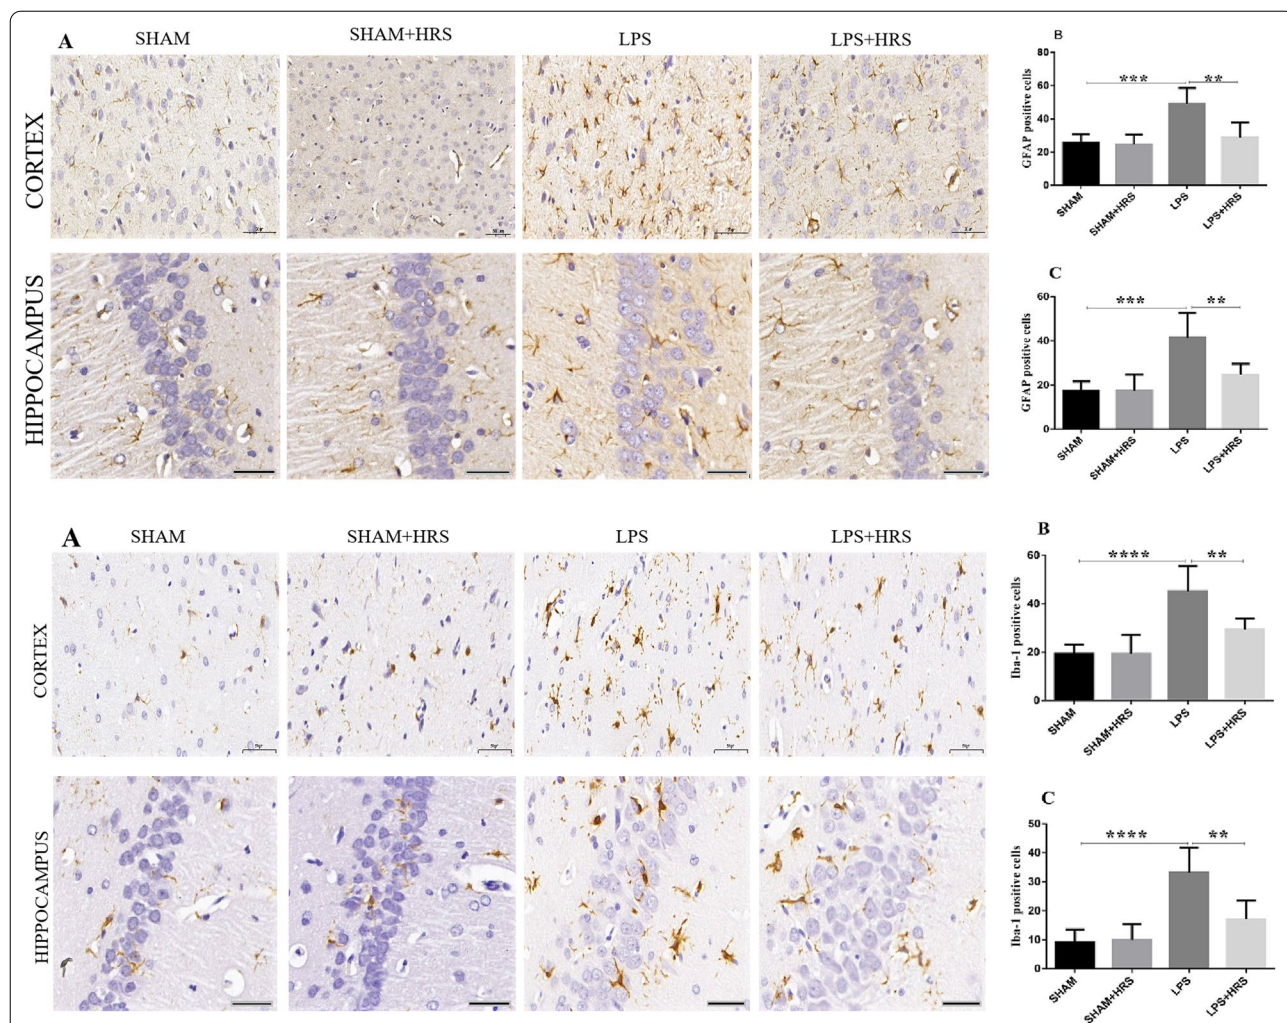 A
SHAM
SHAM+HRS
LPS
LPS+HRS
CORTEX
HIPPOCAMPUS
B
80
60
40
20
0
GFAP positive cells
***
**
SHAM
SHAM+HRS
LPS
LPS+HRS
C
60
40
20
0
GFAP positive cells
***
**
SHAM
SHAM+HRS
LPS
LPS+HRS
A
SHAM
SHAM+HRS
LPS
LPS+HRS
CORTEX
HIPPOCAMPUS
B
60
40
20
0
Iba-1 positive cells
****
**
SHAM
SHAM+HRS
LPS
LPS+HRS
C
50
40
30
20
10
0
Iba-1 positive cells
****
**
SHAM
SHAM+HRS
LPS
LPS+HRS